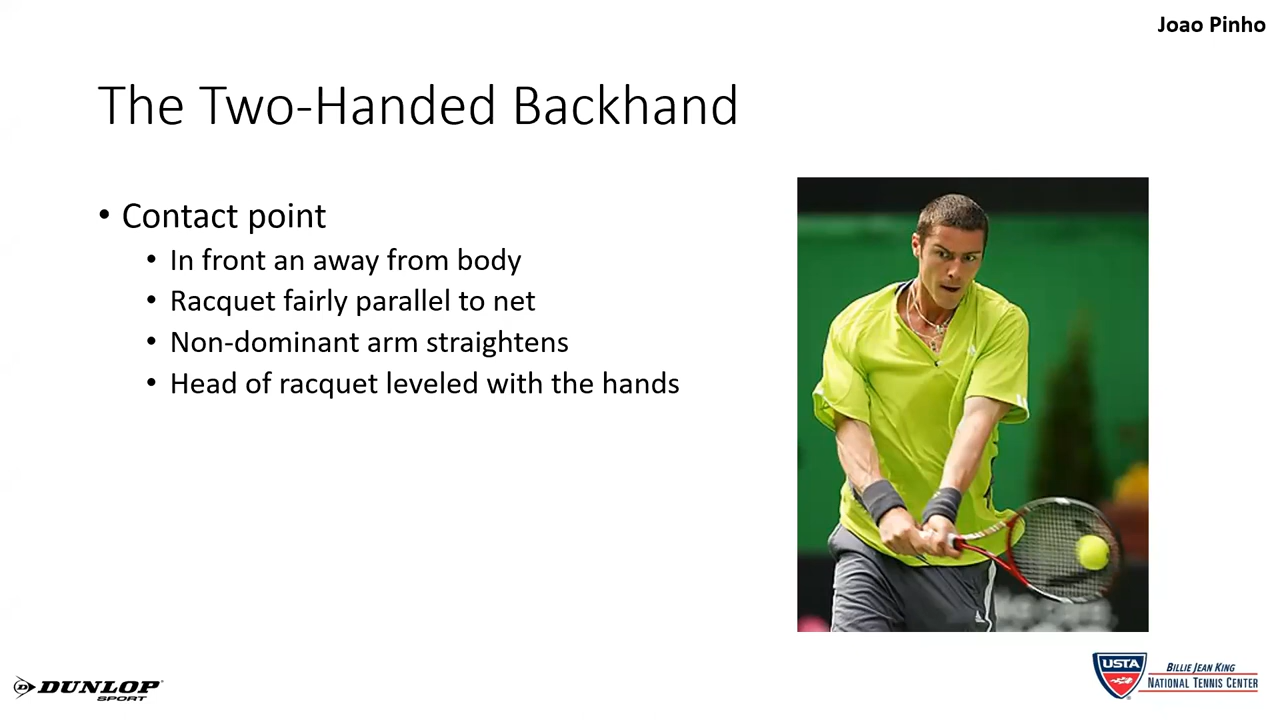 Joao Pinho
The Two-Handed Backhand
• Contact point
• In front an away from body
• Racquet fairly parallel to net
• Non-dominant arm straightens
• Head of racquet leveled with the hands
DUNLOP
SPORT
USTA
BILLIE JEAN KING
NATIONAL TENNIS CENTER